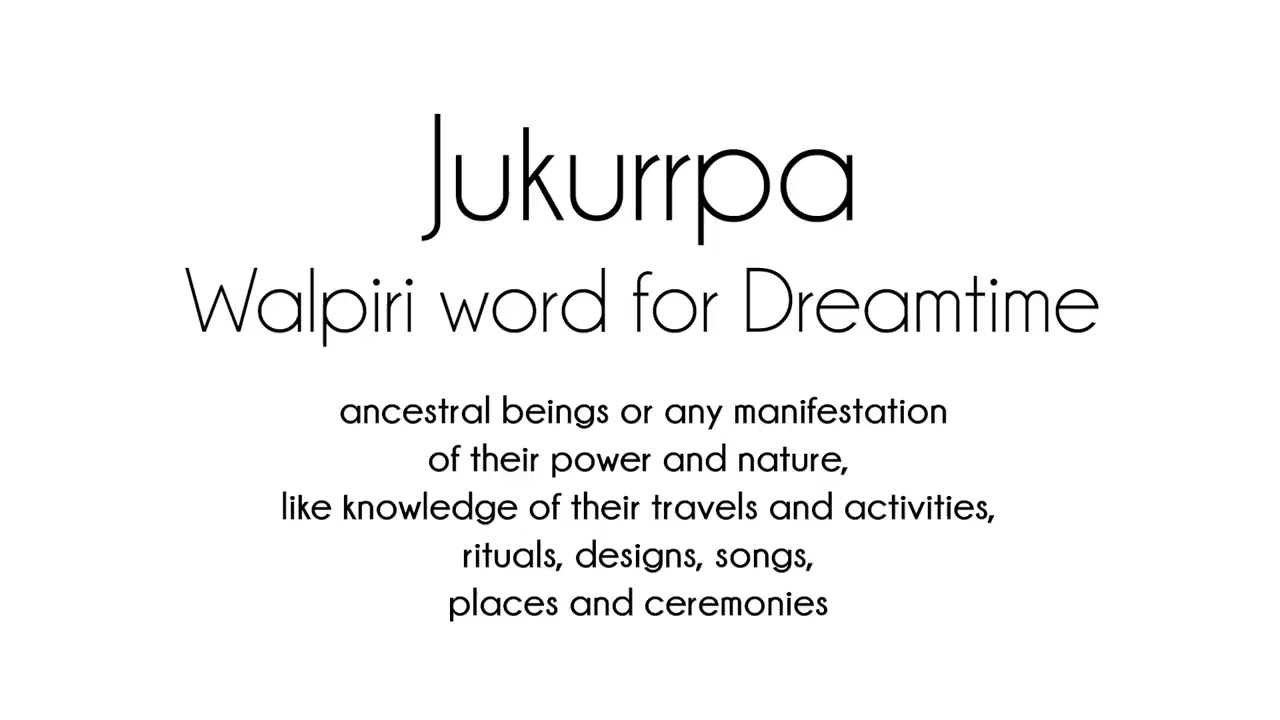 Jukurrpa
Walpiri word for Dreamtime
ancestral beings or any manifestation
of their power and nature,
like knowledge of their travels and activities,
rituals, designs, songs,
places and ceremonies